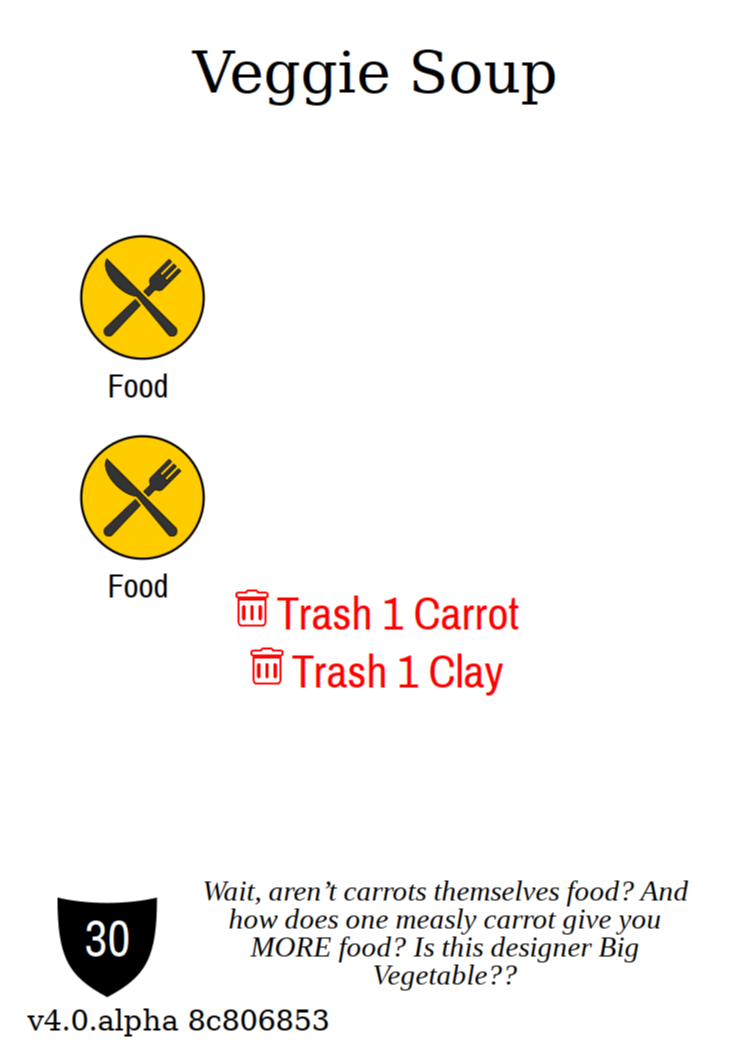 Veggie Soup
Food
Food
Trash 1 Carrot
Trash 1 Clay
30
Wait, aren’t carrots themselves food? And
how does one measly carrot give you
MORE food? Is this designer Big
Vegetable??
v4.0.alpha 8c806853